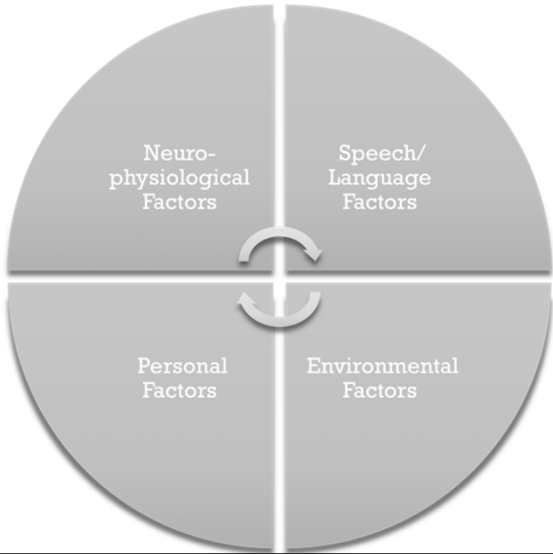 Neuro-
physiological
Factors
Speech/
Language
Factors
Personal
Factors
Environmental
Factors